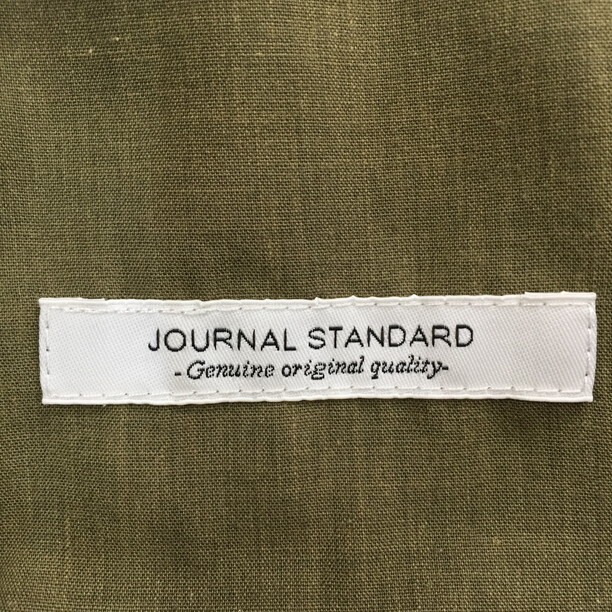 JOURNAL STANDARD
-Genuine original quality-